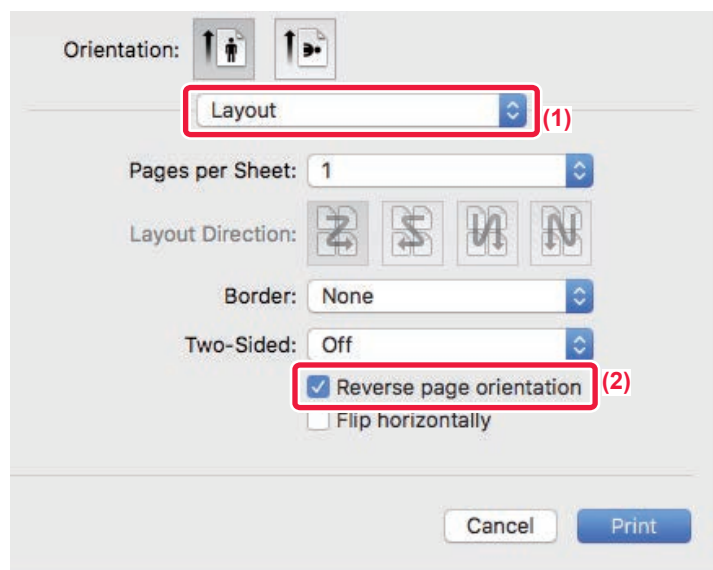 Orientation:
Layout
(1)
Pages per Sheet: 1
Layout Direction:
Border: None
Two-Sided: Off
Reverse page orientation
(2)
Flip horizontally
Cancel Print